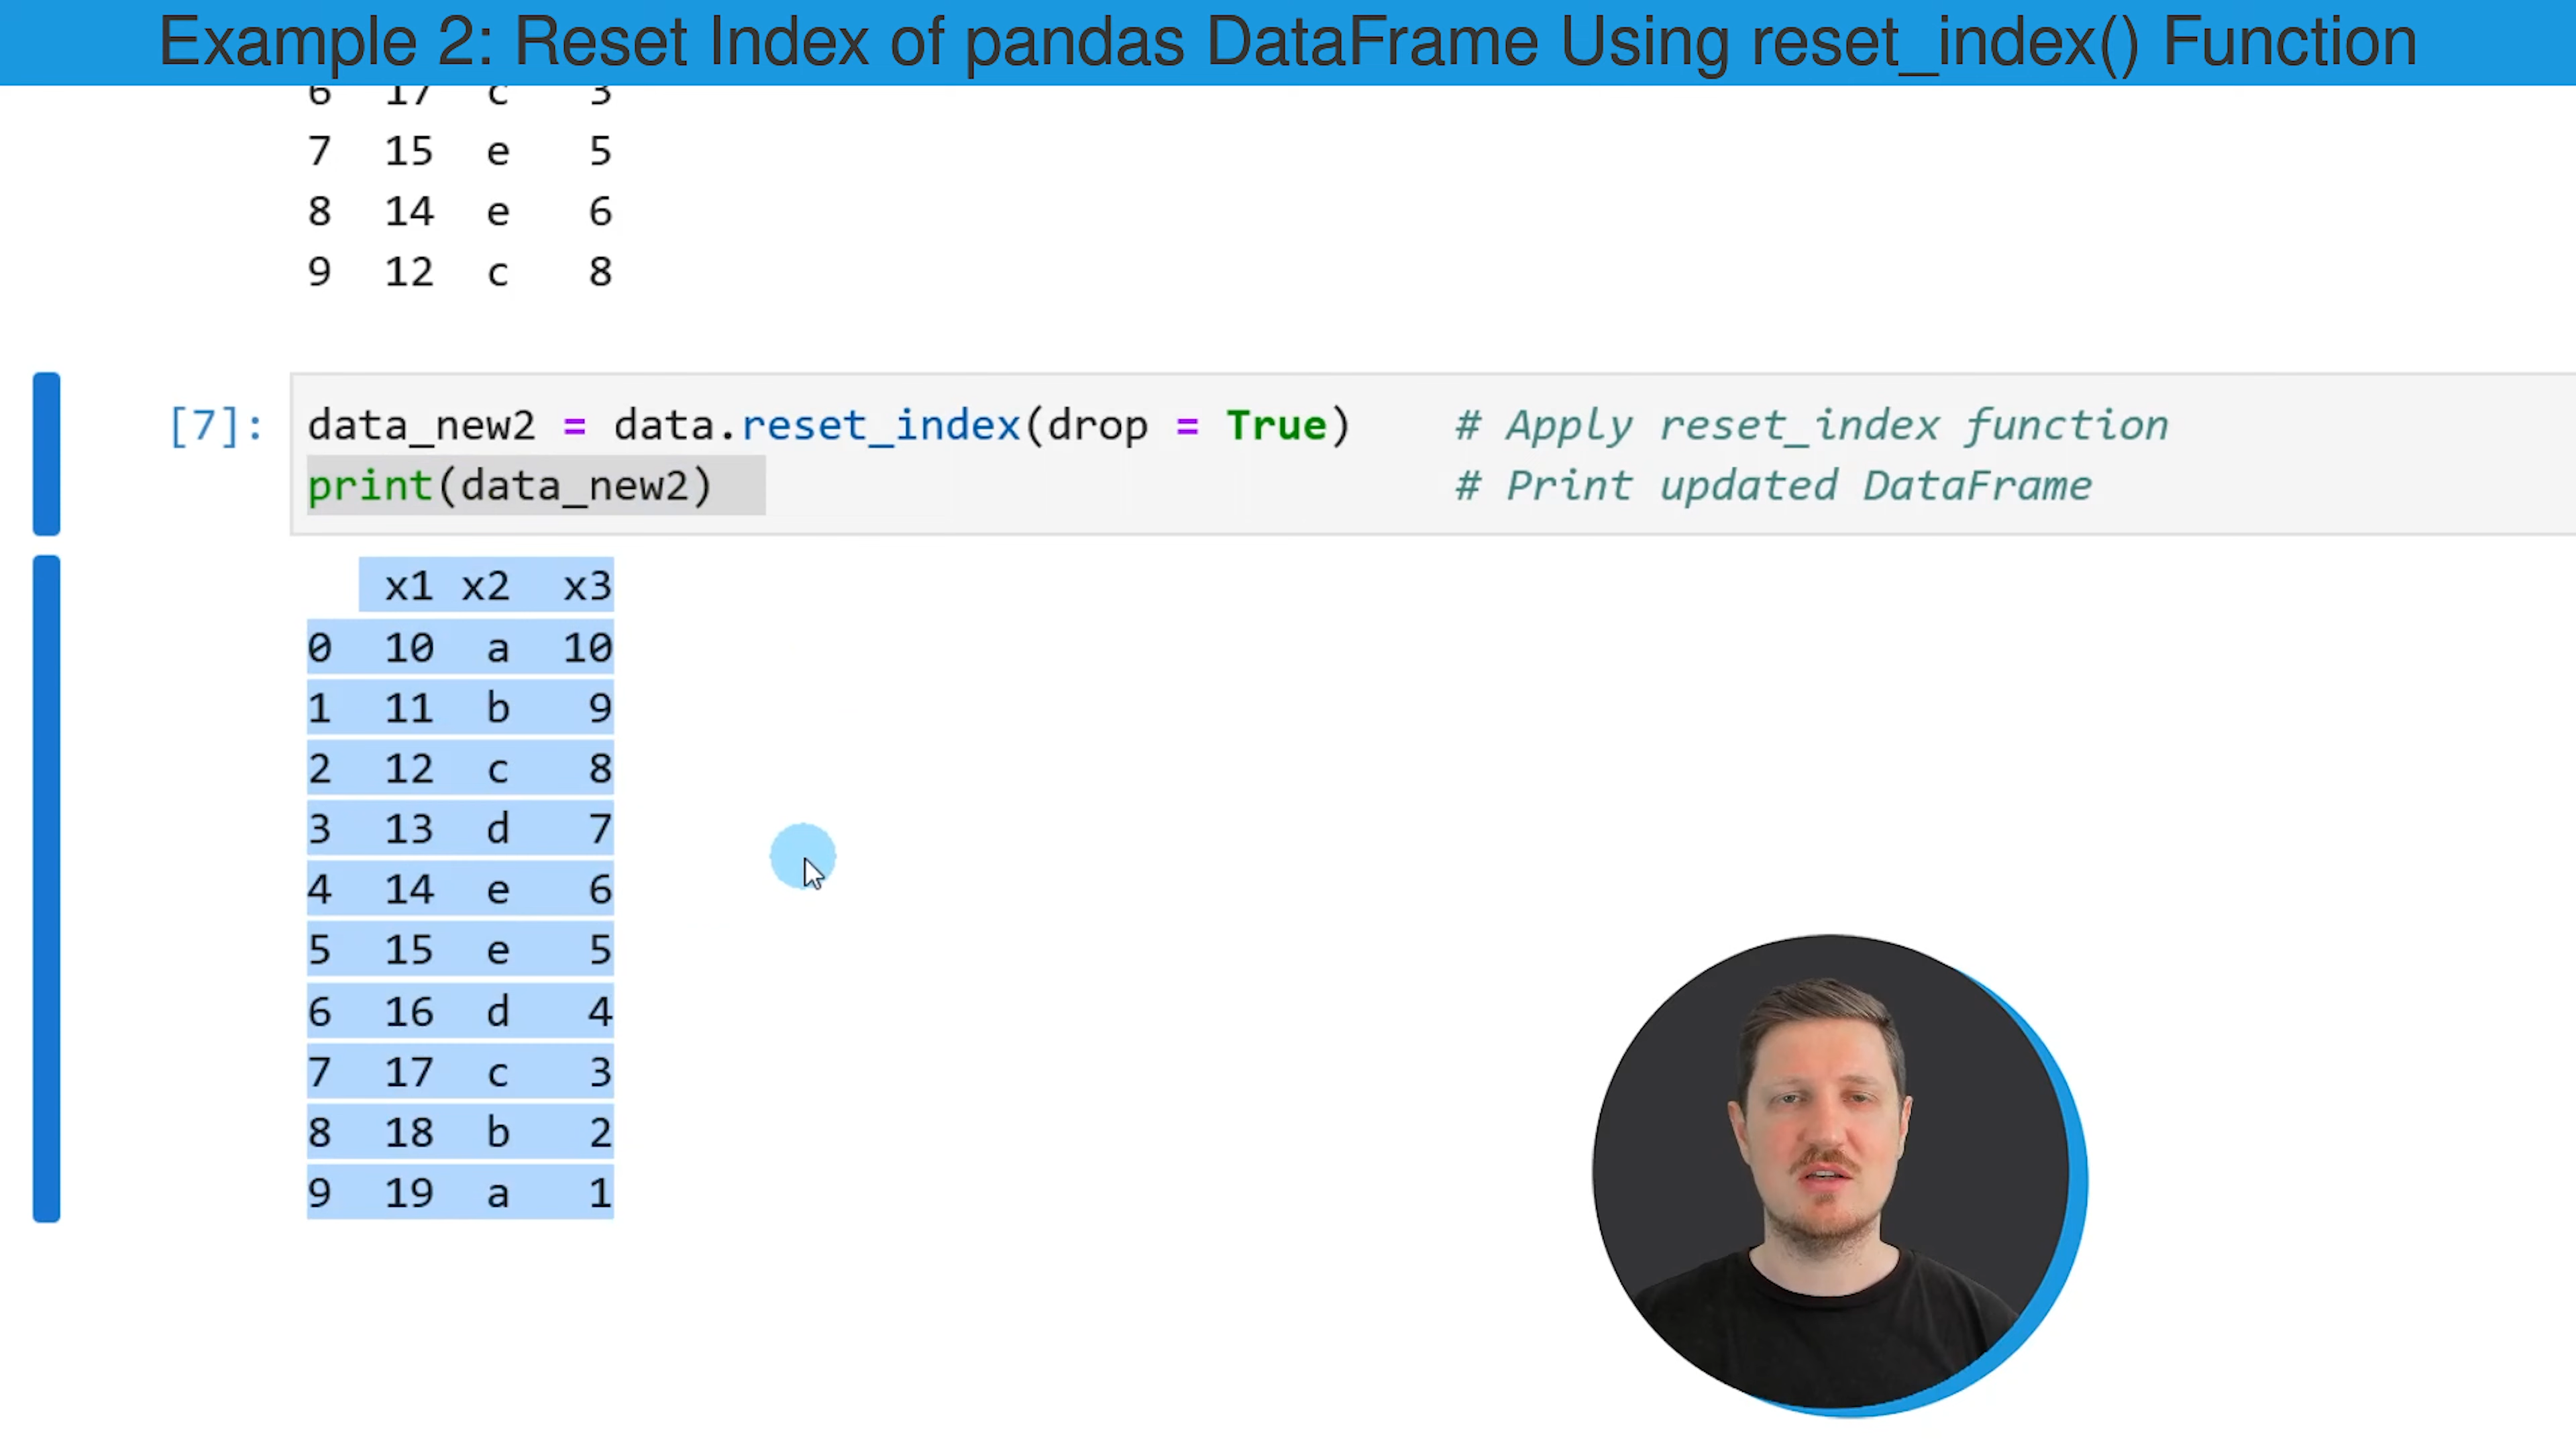 Example 2: Reset Index of pandas DataFrame Using reset_index() Function
6 17 c 3
7 15 e 5
8 14 e 6
9 12 c 8
[7]: data_new2 = data.reset_index(drop = True) # Apply reset_index function
print(data_new2) # Print updated DataFrame
x1 x2 x3
0 10 a 10
1 11 b 9
2 12 c 8
3 13 d 7
4 14 e 6
5 15 e 5
6 16 d 4
7 17 c 3
8 18 b 2
9 19 a 1